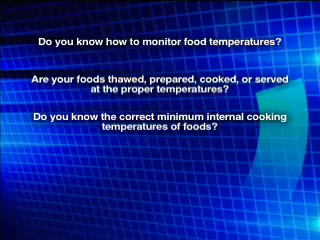 Do you know how to monitor food temperatures?
Are your foods thawed, prepared, cooked, or served
at the proper temperatures?
Do you know the correct minimum internal cooking
temperatures of foods?